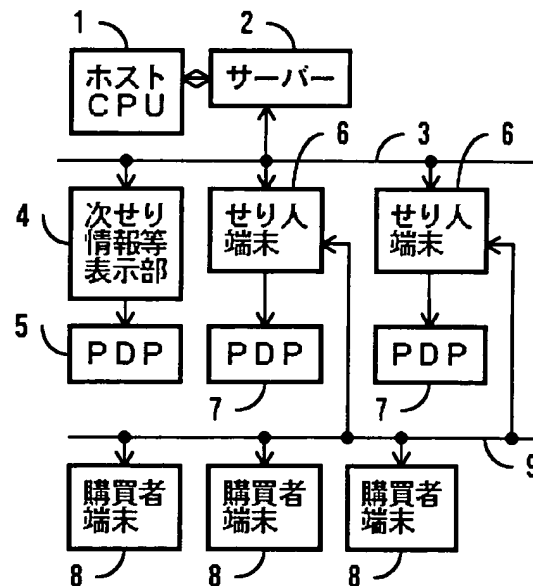 1
2
ホスト
CPU
サーバー
6
3
6
4
次せり
情報等
表示部
せり人
端末
せり人
端末
5
PDP
PDP
PDP
7
7
9
購買者
端末
購買者
端末
購買者
端末
8
8
8